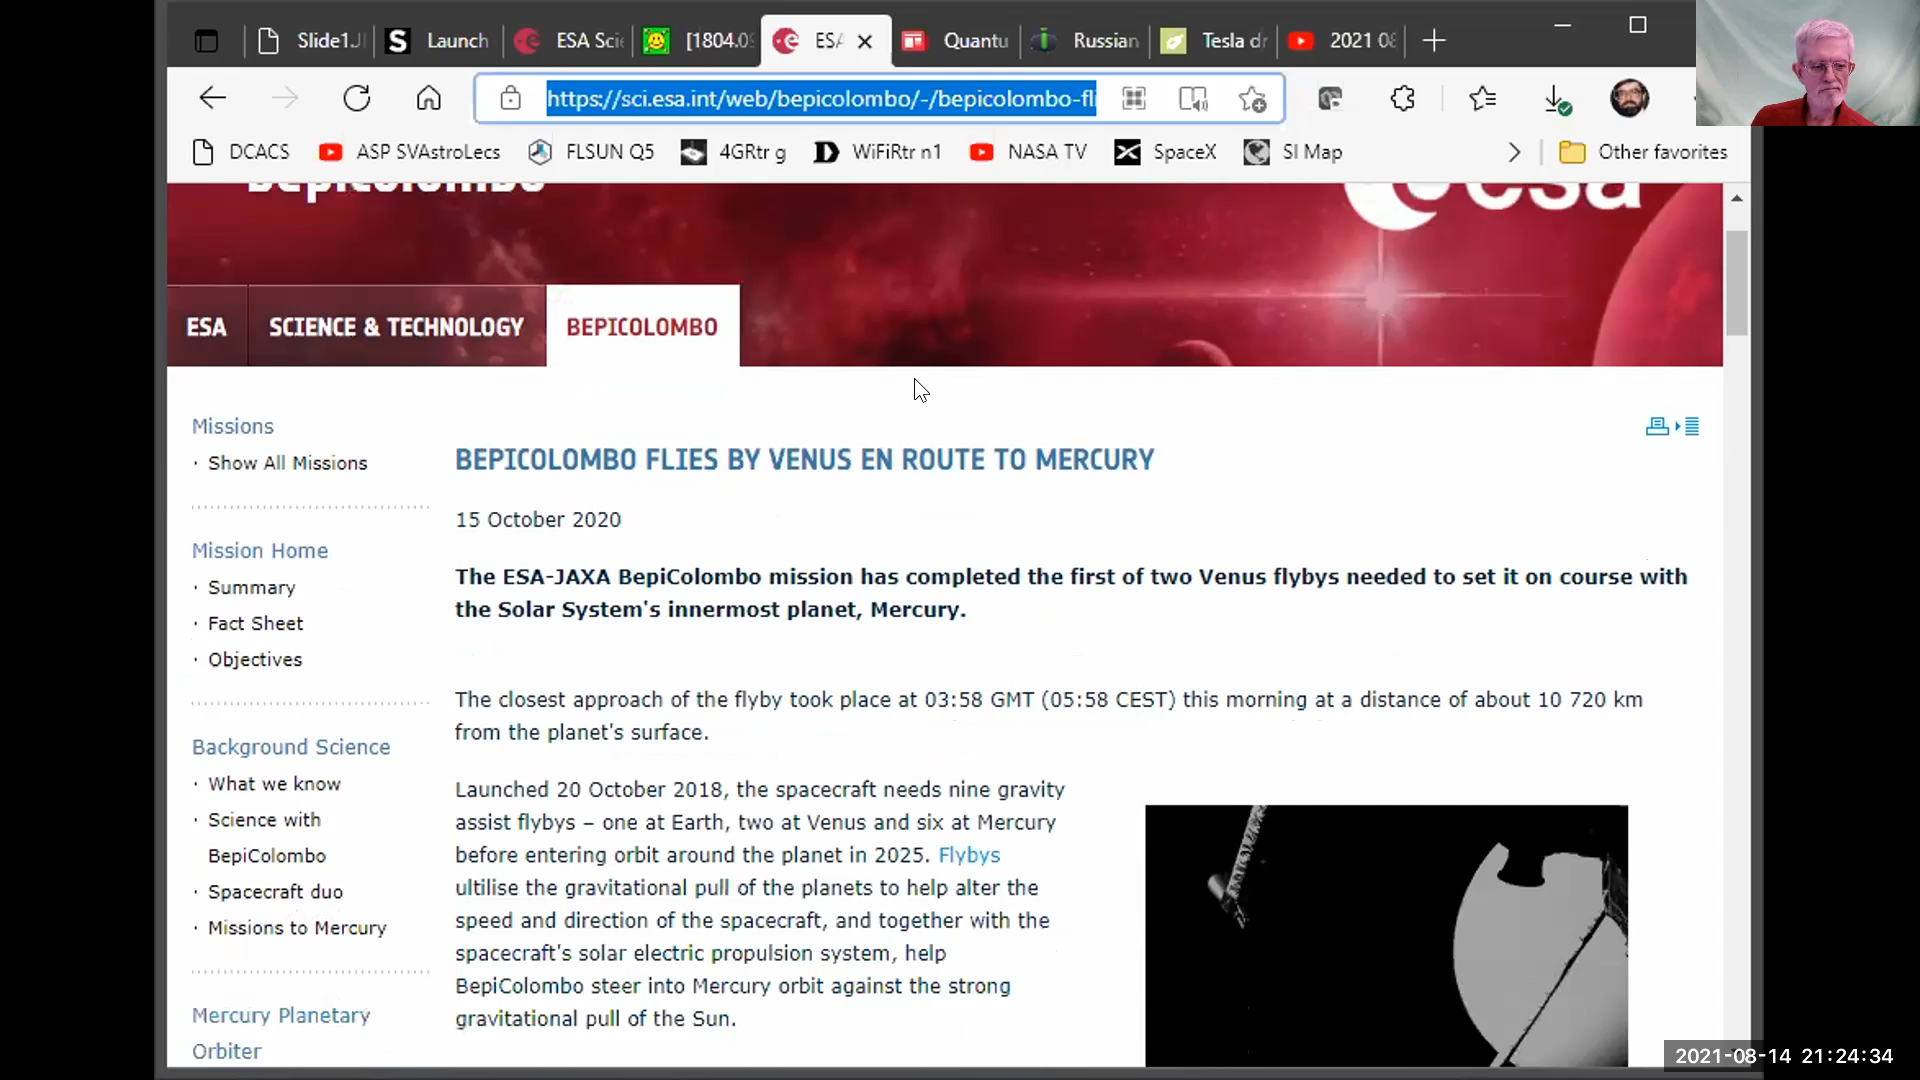 Slide1.J
Launch
ESA Scie
[1804.09
ESA
Quantu
Russian
Tesla dr
2021 08
https://sci.esa.int/web/bepicolombo/-/bepicolombo-fli
DCACS
ASP SVAstroLecs
FLSUN Q5
4GRtr g
WiFiRtr n1
NASA TV
SpaceX
SI Map
Other favorites
bepicolombo
esa
ESA
SCIENCE & TECHNOLOGY
BEPICOLOMBO
Missions
· Show All Missions
Mission Home
· Summary
· Fact Sheet
· Objectives
Background Science
· What we know
· Science with
BepiColombo
· Spacecraft duo
· Missions to Mercury
Mercury Planetary
Orbiter
BEPICOLOMBO FLIES BY VENUS EN ROUTE TO MERCURY
15 October 2020
The ESA-JAXA BepiColombo mission has completed the first of two Venus flybys needed to set it on course with
the Solar System's innermost planet, Mercury.
The closest approach of the flyby took place at 03:58 GMT (05:58 CEST) this morning at a distance of about 10 720 km
from the planet's surface.
Launched 20 October 2018, the spacecraft needs nine gravity
assist flybys – one at Earth, two at Venus and six at Mercury
before entering orbit around the planet in 2025. Flybys
ultilise the gravitational pull of the planets to help alter the
speed and direction of the spacecraft, and together with the
spacecraft's solar electric propulsion system, help
BepiColombo steer into Mercury orbit against the strong
gravitational pull of the Sun.
2021-08-14 21:24:34